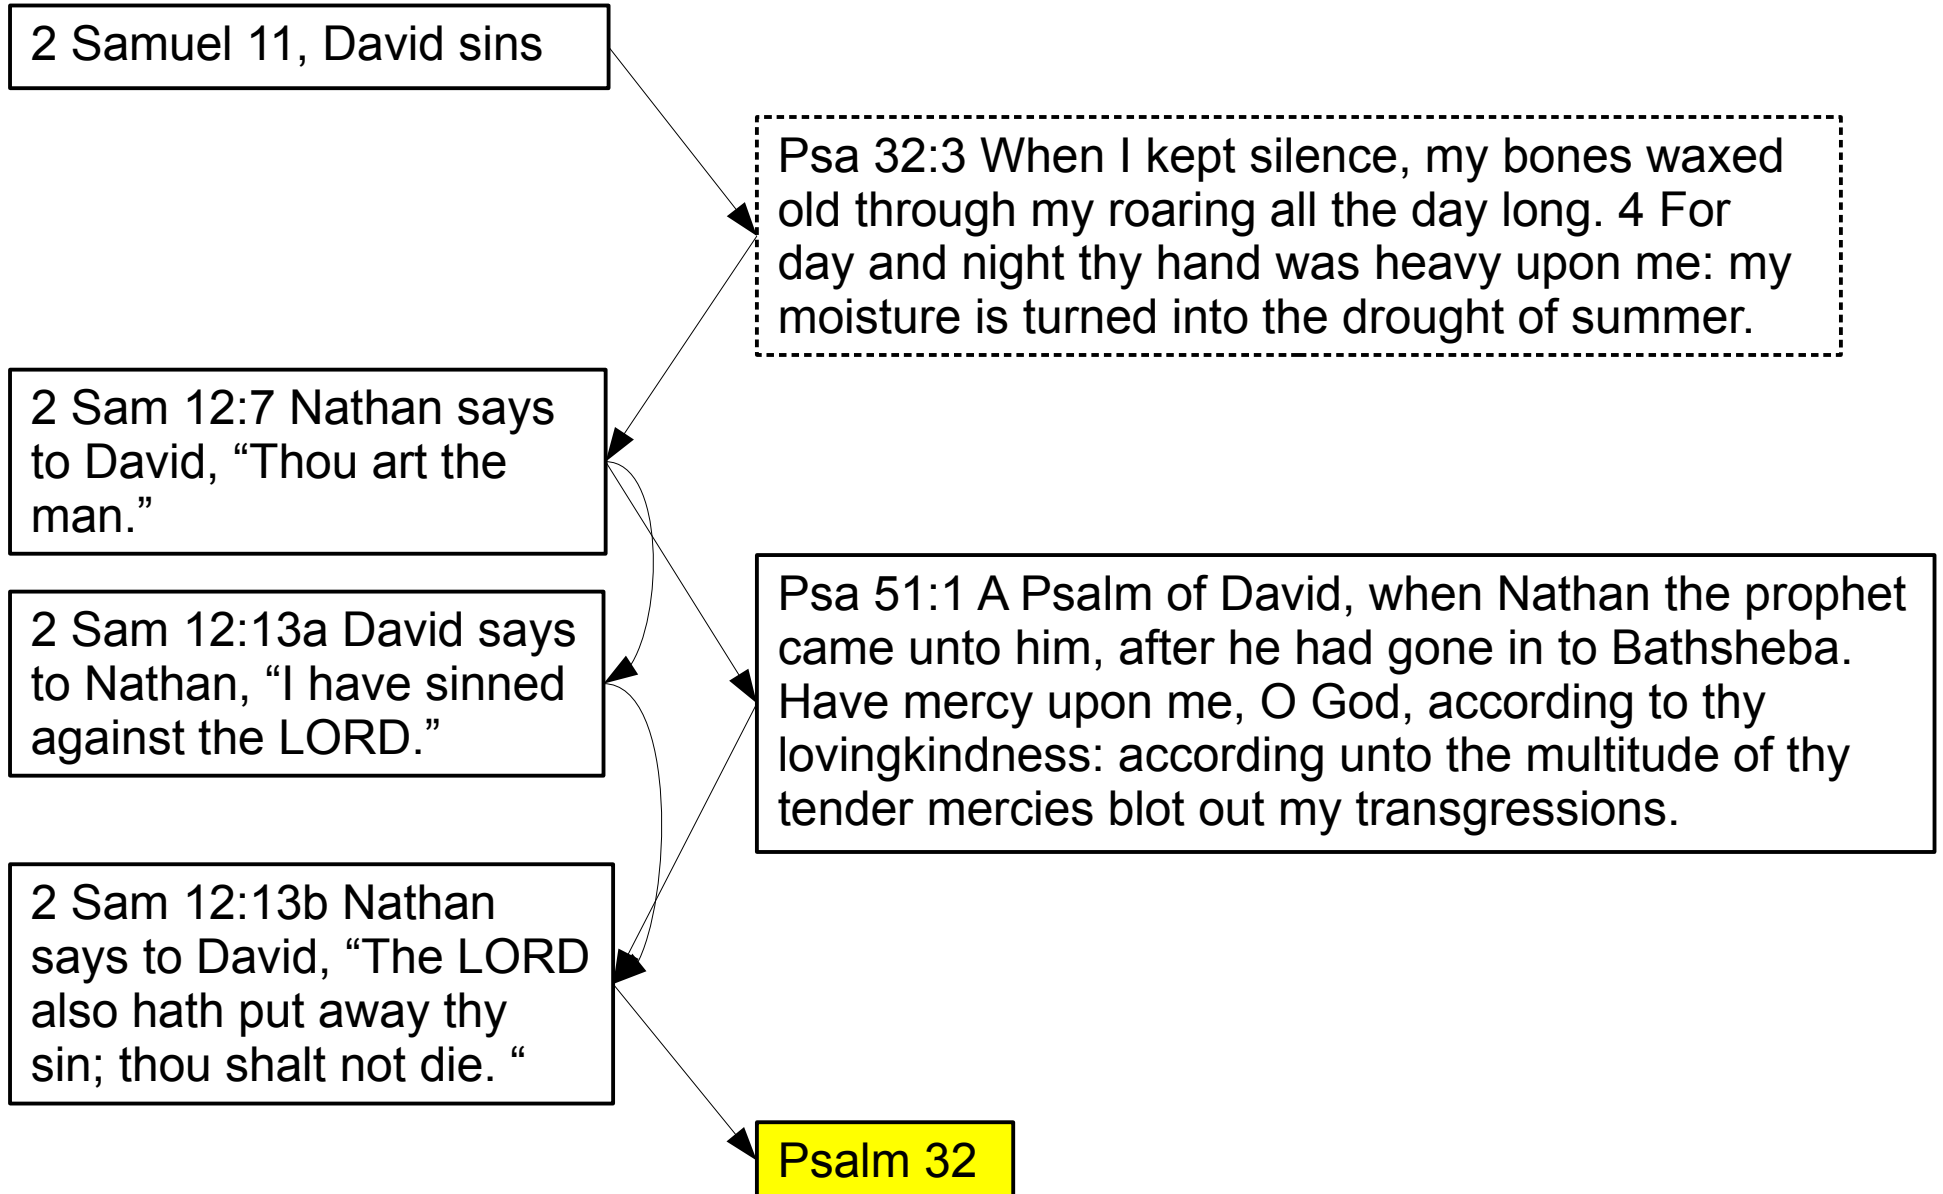 2 Samuel 11, David sins
Psa 32:3 When I kept silence, my bones waxed
old through my roaring all the day long. 4 For
day and night thy hand was heavy upon me: my
moisture is turned into the drought of summer.
2 Sam 12:7 Nathan says
to David, “Thou art the
man.”
Psa 51:1 A Psalm of David, when Nathan the prophet
came unto him, after he had gone in to Bathsheba.
Have mercy upon me, O God, according to thy
lovingkindness: according unto the multitude of thy
tender mercies blot out my transgressions.
2 Sam 12:13a David says
to Nathan, “I have sinned
against the LORD.”
2 Sam 12:13b Nathan
says to David, “The LORD
also hath put away thy
sin; thou shalt not die. “
Psalm 32